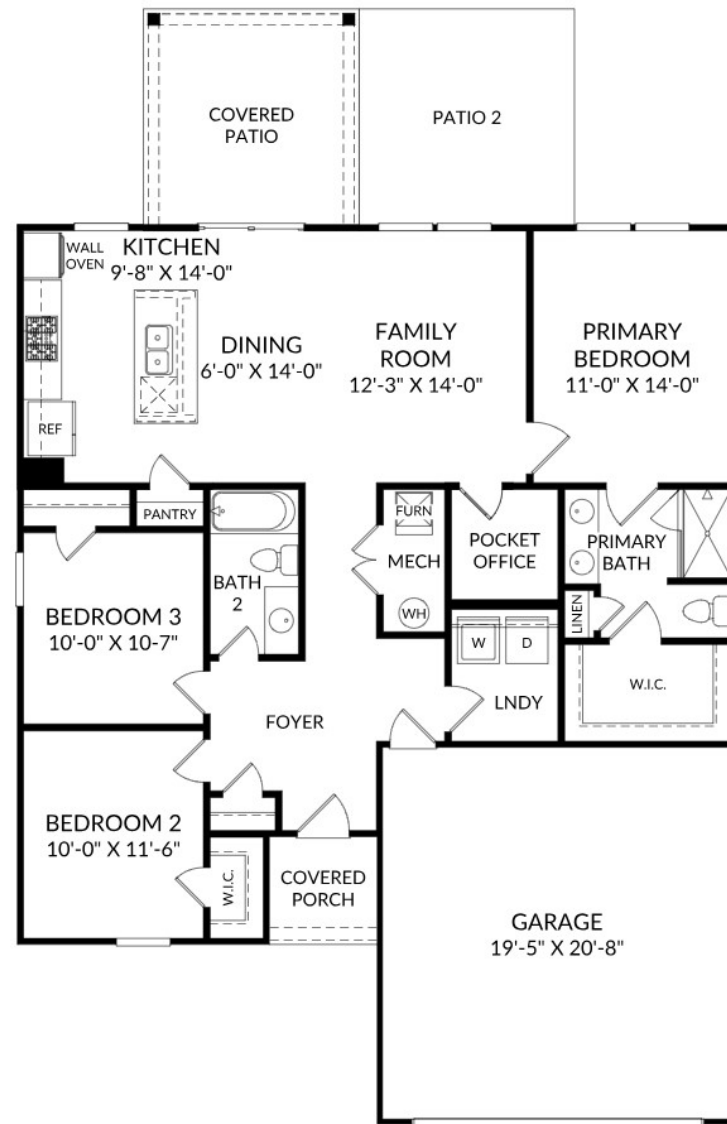 COVERED
PATIO
PATIO 2
WALL
OVEN
KITCHEN
9'-8" X 14'-0"
DINING
6'-0" X 14'-0"
FAMILY
ROOM
12'-3" X 14'-0"
PRIMARY
BEDROOM
11'-0" X 14'-0"
REF
PANTRY
FURN
MECH
WH
POCKET
OFFICE
PRIMARY
BATH
BATH
2
LINEN
BEDROOM 3
10'-0" X 10-7"
W
D
LNDY
W.I.C.
FOYER
BEDROOM 2
10'-0" X 11'-6"
W.I.C.
COVERED
PORCH
GARAGE
19'-5" X 20'-8"